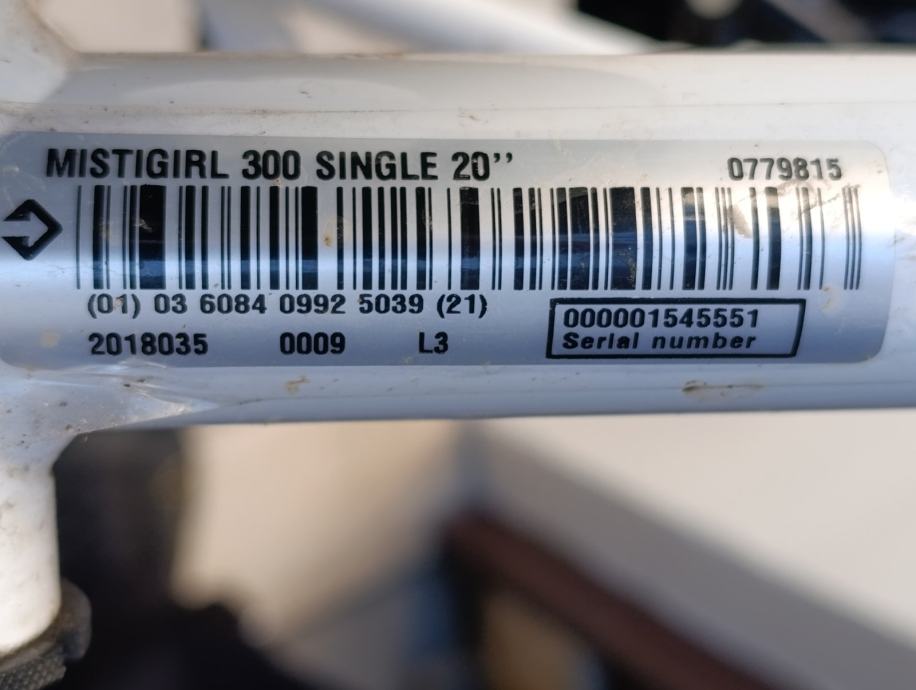 MISTIGIRL 300 SINGLE 20’’ 0779815
(01) 03 6084 0992 5039 (21)
2018035 0009 L3
000001545551
Serial number